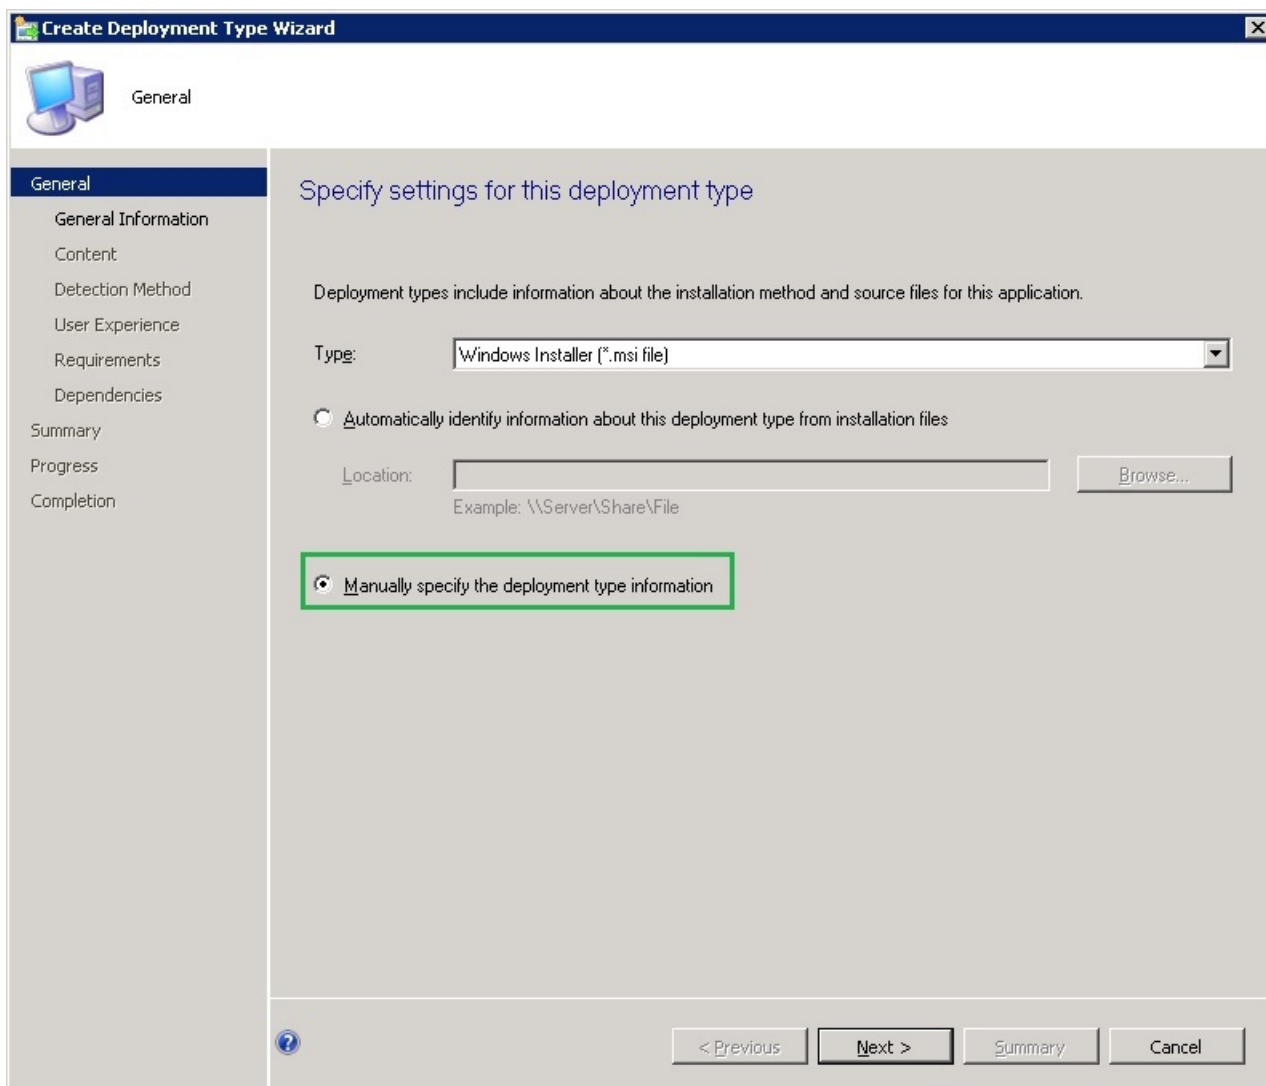 Create Deployment Type Wizard
General
General
General Information
Content
Detection Method
User Experience
Requirements
Dependencies
Summary
Progress
Completion
Specify settings for this deployment type
Deployment types include information about the installation method and source files for this application.
Type: Windows Installer (*.msi file)
Automatically identify information about this deployment type from installation files
Location: Browse...
Example: \\Server\Share\File
Manually specify the deployment type information
< Previous Next > Summary Cancel